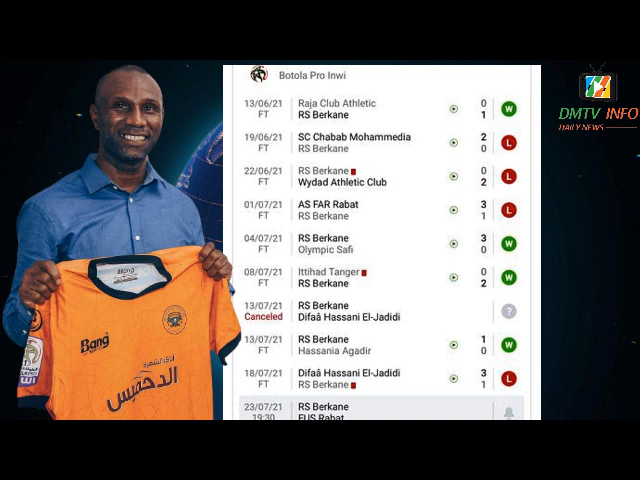 Botola Pro Inwi
13/06/21 Raja Club Athletic 0 W
FT RS Berkane 1
19/06/21 SC Chabab Mohammedia 2 L
FT RS Berkane 0
22/06/21 RS Berkane 0 L
FT Wydad Athletic Club 2
01/07/21 AS FAR Rabat 3 L
FT RS Berkane 1
04/07/21 RS Berkane 3 W
FT Olympic Safi 0
08/07/21 Ittihad Tanger 0 W
FT RS Berkane 2
13/07/21 RS Berkane ?
Canceled Difaâ Hassani El-Jadidi
13/07/21 RS Berkane 1 W
FT Hassania Agadir 0
18/07/21 Difaâ Hassani El-Jadidi 3 L
FT RS Berkane 1
23/07/21 RS Berkane
19:30 FUS Rabat
DMTV INFO
DAILY NEWS
Bang
Bang
الدحميس